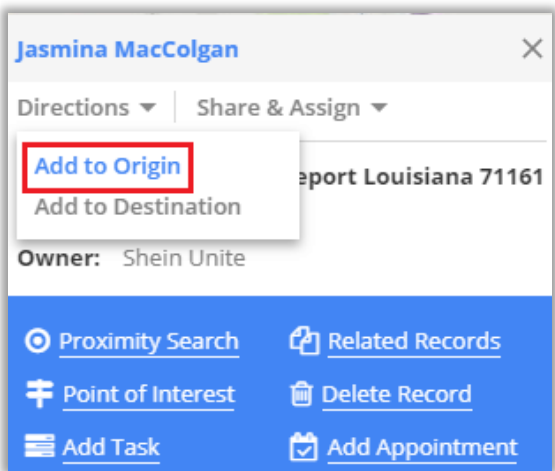 Jasmina MacColgan
Directions Share & Assign
Add to Origin
eport Louisiana 71161
Add to Destination
Owner: Shein Unite
Proximity Search Related Records
Point of Interest Delete Record
Add Task Add Appointment